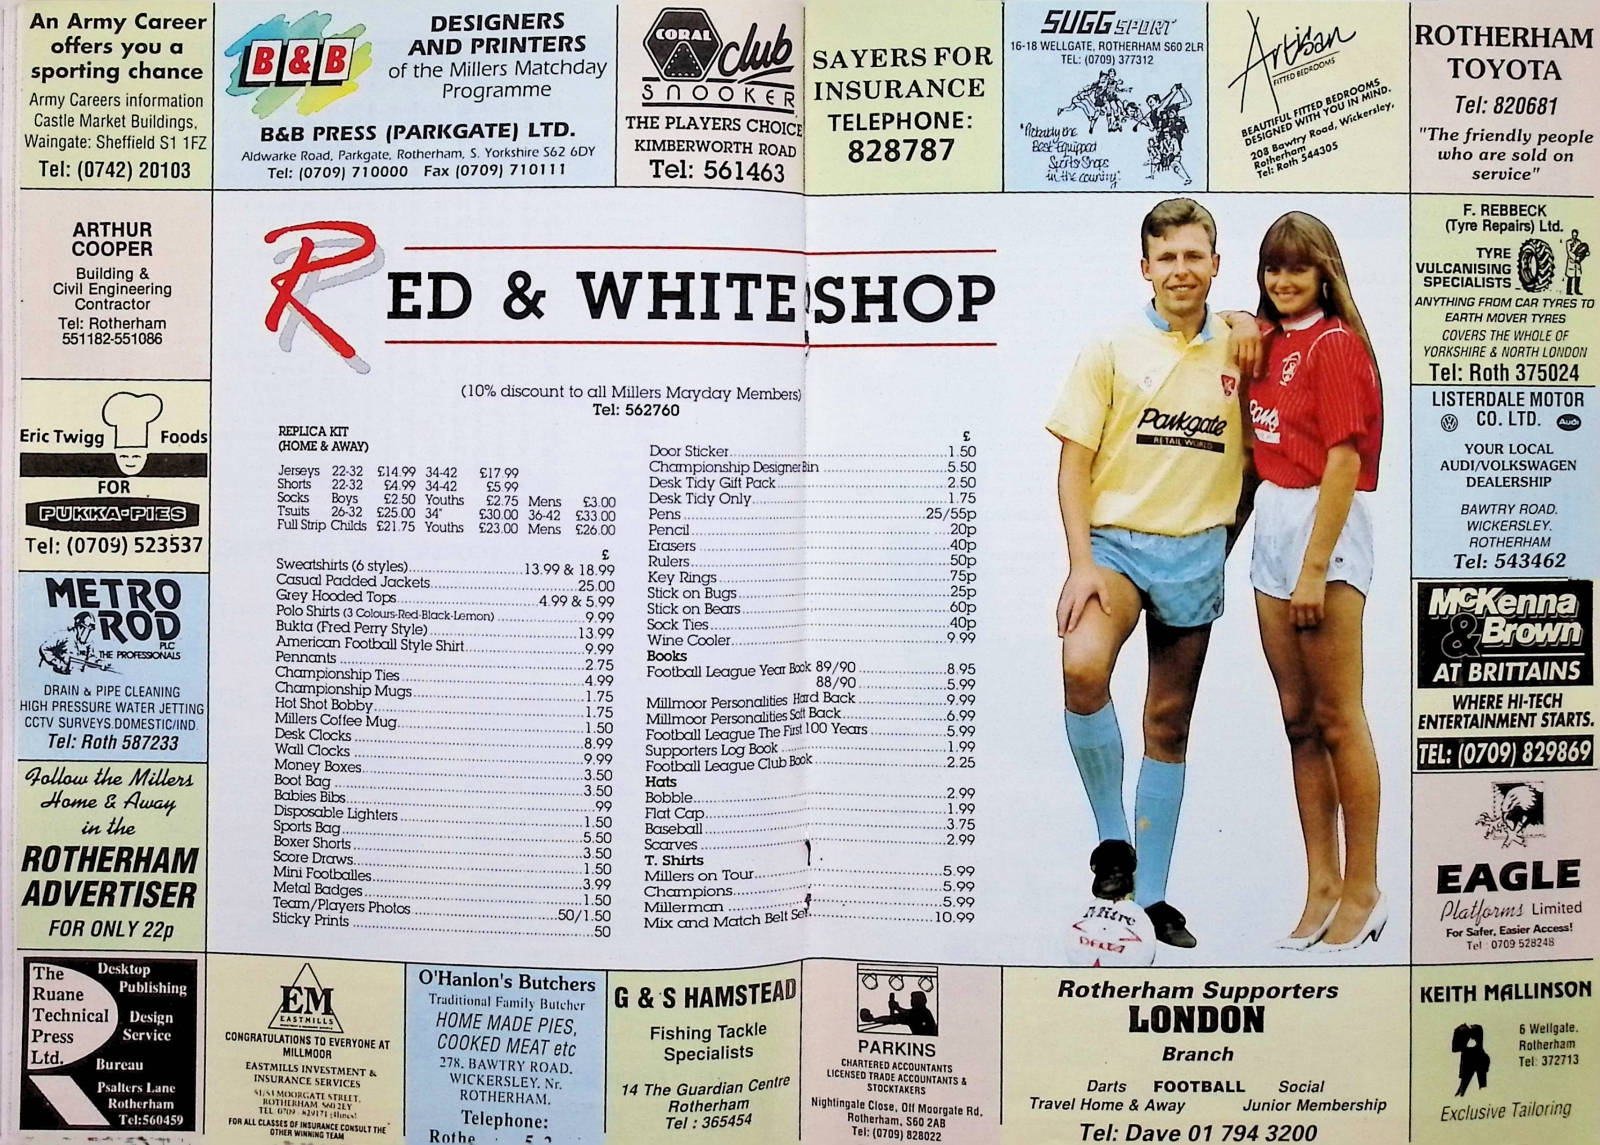 An Army Career
offers you a
sporting chance
Army Careers information
Castle Market Buildings,
Waingate: Sheffield S1 1FZ
Tel: (0742) 20103
B&B
DESIGNERS
AND PRINTERS
of the Millers Matchday
Programme
B&B PRESS (PARKGATE) LTD.
Aldwarke Road, Parkgate, Rotherham, S. Yorkshire S62 6DY
Tel: (0709) 710000 Fax (0709) 710111
CORAL
club
SNOOKER
THE PLAYERS CHOICE
KIMBERWORTH ROAD
Tel: 561463
SAYERS FOR
INSURANCE
TELEPHONE:
828787
SUGG SPORT
16-18 WELLGATE, ROTHERHAM S60 2LR
TEL: (0709) 377312
"Probably the
Best Equipped
Sports Shops
in the country".
Artisan
FITTED BEDROOMS
BEAUTIFUL FITTED BEDROOMS
DESIGNED WITH YOU IN MIND.
208 Bawtry Road, Wickersley,
Rotherham
Tel: Roth 544305
ROTHERHAM
TOYOTA
Tel: 820681
"The friendly people
who are sold on
service"
ARTHUR
COOPER
Building &
Civil Engineering
Contractor
Tel: Rotherham
551182-551086
Eric Twigg Foods
FOR
PUKKA-PIES
Tel: (0709) 523537
METRO
ROD
PLC
THE PROFESSIONALS
DRAIN & PIPE CLEANING
HIGH PRESSURE WATER JETTING
CCTV SURVEYS.DOMESTIC/IND.
Tel: Roth 587233
Follow the Millers
Home & Away
in the
ROTHERHAM
ADVERTISER
FOR ONLY 22p
RED & WHITE SHOP
(10% discount to all Millers Mayday Members)
Tel: 562760
REPLICA KIT
(HOME & AWAY)
Jerseys 22-32 £14.99 34-42 £17.99
Shorts 22-32 £4.99 34-42 £5.99
Socks Boys £2.50 Youths £2.75 Mens £3.00
Tsuits 26-32 £25.00 34" £30.00 36-42 £33.00
Full Strip Childs £21.75 Youths £23.00 Mens £26.00
£
Sweatshirts (6 styles) 13.99 & 18.99
Casual Padded Jackets 25.00
Grey Hooded Tops 4.99 & 5.99
Polo Shirts (3 Colours-Red-Black-Lemon) 9.99
Bukta (Fred Perry Style) 13.99
American Football Style Shirt 9.99
Pennants 2.75
Championship Ties 4.99
Championship Mugs 1.75
Hot Shot Bobby 1.75
Millers Coffee Mug 1.50
Desk Clocks 8.99
Wall Clocks 9.99
Money Boxes 3.50
Boot Bag 3.50
Babies Bibs .99
Disposable Lighters 1.50
Sports Bag 5.50
Boxer Shorts 3.50
Score Draws 1.50
Mini Footballes 3.99
Metal Badges 1.50
Team/Players Photos 50/1.50
Sticky Prints .50
£
Door Sticker 1.50
Championship Designer Bin 5.50
Desk Tidy Gift Pack 2.50
Desk Tidy Only 1.75
Pens 25/55p
Pencil 20p
Erasers 40p
Rulers 50p
Key Rings 75p
Stick on Bugs 25p
Stick on Bears 60p
Sock Ties 40p
Wine Cooler 9.99
Books
Football League Year Book 89/90 8.95
88/90 5.99
Millmoor Personalities Hard Back 9.99
Millmoor Personalities Soft Back 6.99
Football League The First 100 Years 5.99
Supporters Log Book 1.99
Football League Club Book 2.25
Hats
Bobble 2.99
Flat Cap 1.99
Baseball 3.75
Scarves 2.99
T. Shirts
Millers on Tour 5.99
Champions 5.99
Millerman 5.99
Mix and Match Belt Set 10.99
Parkgate
RETAIL WORLD
Park
Mitre
DELTA
F. REBBECK
(Tyre Repairs) Ltd.
TYRE
VULCANISING
SPECIALISTS
ANYTHING FROM CAR TYRES TO
EARTH MOVER TYRES
COVERS THE WHOLE OF
YORKSHIRE & NORTH LONDON
Tel: Roth 375024
LISTERDALE MOTOR
CO. LTD.
Audi
YOUR LOCAL
AUDI/VOLKSWAGEN
DEALERSHIP
BAWTRY ROAD.
WICKERSLEY.
ROTHERHAM
Tel: 543462
McKenna
& Brown
AT BRITTAINS
WHERE HI-TECH
ENTERTAINMENT STARTS.
TEL: (0709) 829869
EAGLE
Platforms Limited
For Safer, Easier Access!
Tel: 0709 528248
The
Ruane
Technical
Press
Ltd.
Desktop
Publishing
Design
Service
Bureau
Psalters Lane
Rotherham
Tel:560459
EM
EASTMILLS
CONGRATULATIONS TO EVERYONE AT
MILLMOOR
EASTMILLS INVESTMENT &
INSURANCE SERVICES
MOORGATE STREET,
ROTHERHAM S60 2EY
FOR ALL CLASSES OF INSURANCE CONSULT THE
OTHER WINNING TEAM
O'Hanlon's Butchers
Traditional Family Butcher
HOME MADE PIES,
COOKED MEAT etc
278, BAWTRY ROAD,
WICKERSLEY, Nr.
ROTHERHAM.
Telephone:
G & S HAMSTEAD
Fishing Tackle
Specialists
14 The Guardian Centre
Rotherham
Tel : 365454
PARKINS
CHARTERED ACCOUNTANTS
LICENSED TRADE ACCOUNTANTS &
STOCKTAKERS
Nightingale Close, Off Moorgate Rd,
Rotherham, S60 2AB
Tel: (0709) 828022
Rotherham Supporters
LONDON
Branch
Darts FOOTBALL Social
Travel Home & Away Junior Membership
Tel: Dave 01 794 3200
KEITH MALLINSON
6 Wellgate,
Rotherham
Tel: 372713
Exclusive Tailoring